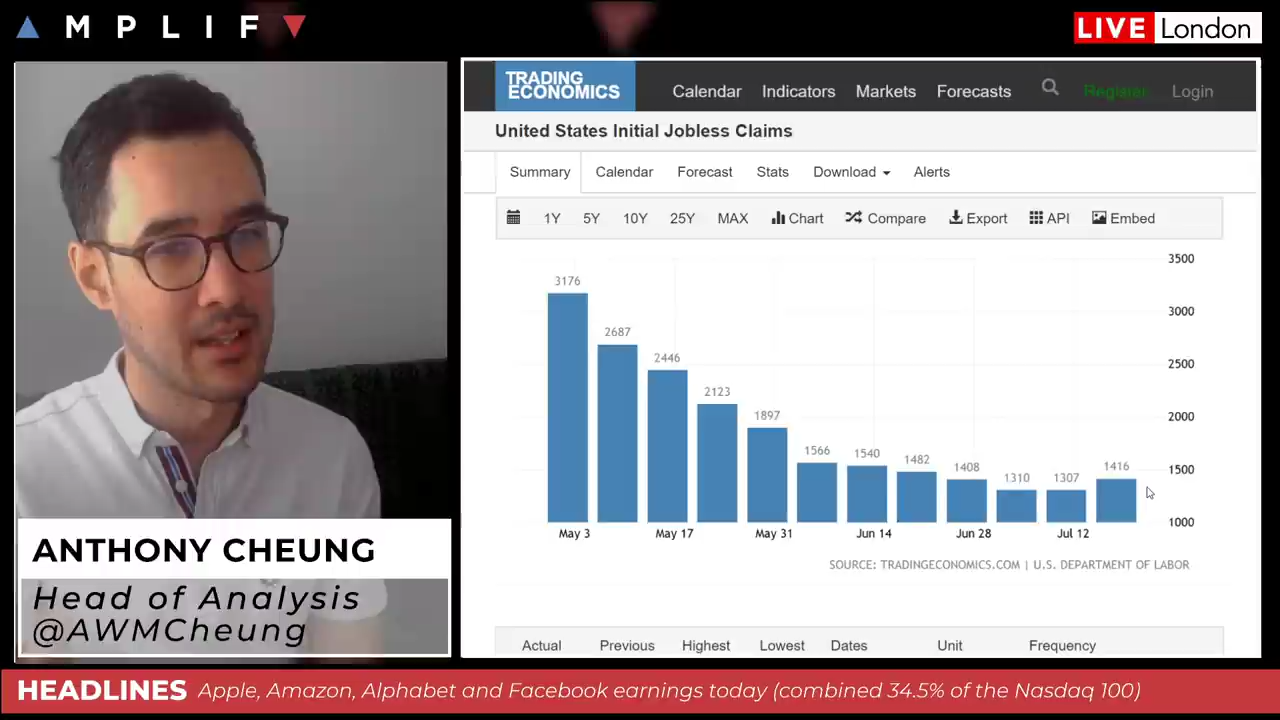 AMPLIFY
LIVE London
TRADING
ECONOMICS
Calendar Indicators Markets Forecasts Register Login
United States Initial Jobless Claims
Summary Calendar Forecast Stats Download Alerts
1Y 5Y 10Y 25Y MAX Chart Compare Export API Embed
3500
3176
3000
2687
2446
2500
2123
1897
2000
1566
1540
1482
1408
1310
1307
1416
1500
1000
May 3 May 17 May 31 Jun 14 Jun 28 Jul 12
SOURCE: TRADINGECONOMICS.COM | U.S. DEPARTMENT OF LABOR
Actual Previous Highest Lowest Dates Unit Frequency
ANTHONY CHEUNG
Head of Analysis
@AWMCheung
HEADLINES Apple, Amazon, Alphabet and Facebook earnings today (combined 34.5% of the Nasdaq 100)